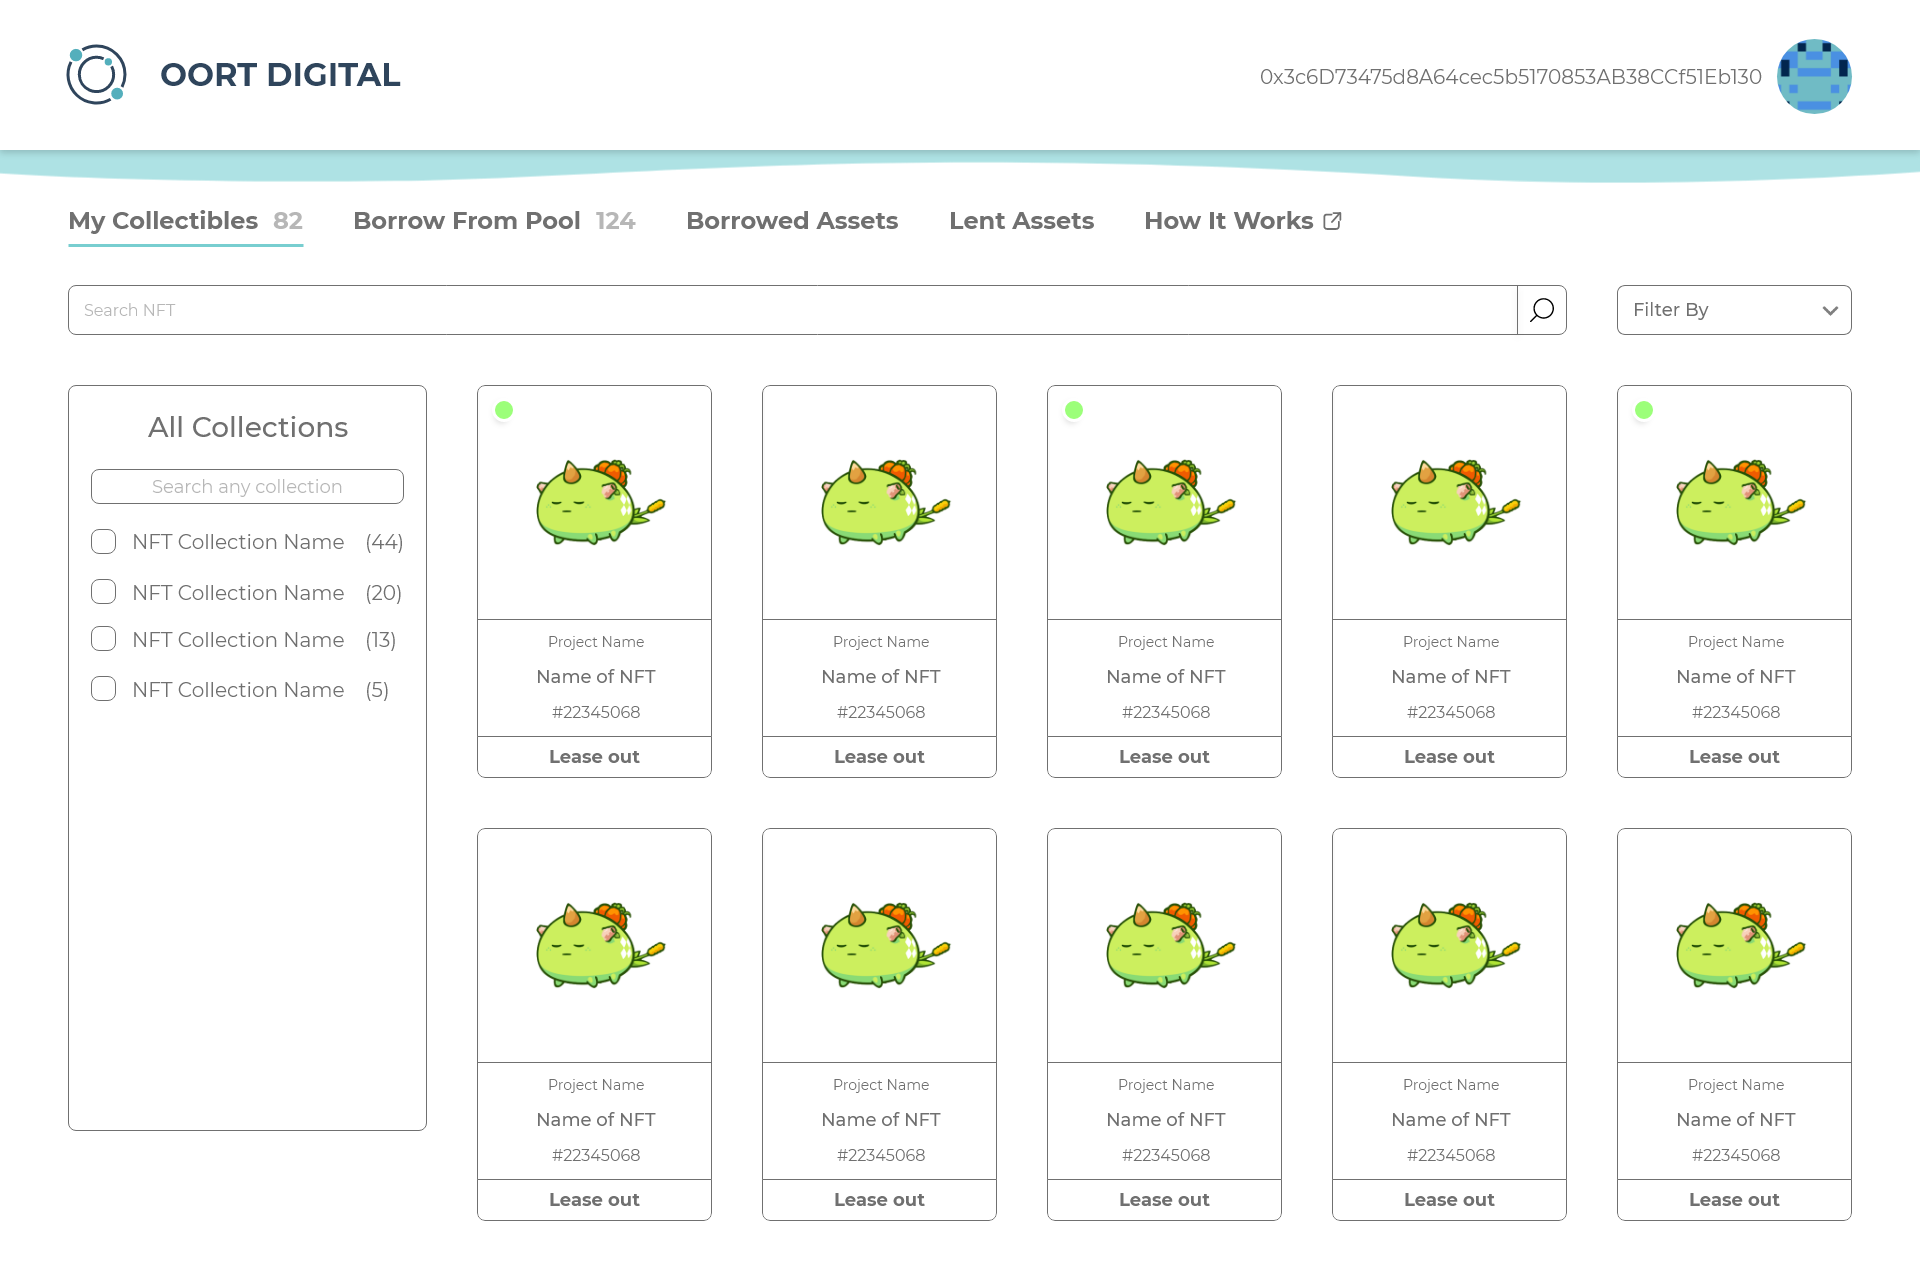 OORT DIGITAL
0x3c6D73475d8A64cec5b5170853AB38CCf51Eb130
My Collectibles 82 Borrow From Pool 124 Borrowed Assets Lent Assets How It Works
Search NFT
Filter By
All Collections
Search any collection
NFT Collection Name (44)
NFT Collection Name (20)
NFT Collection Name (13)
NFT Collection Name (5)
Project Name Project Name Project Name Project Name Project Name
Name of NFT Name of NFT Name of NFT Name of NFT Name of NFT
#22345068 #22345068 #22345068 #22345068 #22345068
Lease out Lease out Lease out Lease out Lease out
Project Name Project Name Project Name Project Name Project Name
Name of NFT Name of NFT Name of NFT Name of NFT Name of NFT
#22345068 #22345068 #22345068 #22345068 #22345068
Lease out Lease out Lease out Lease out Lease out